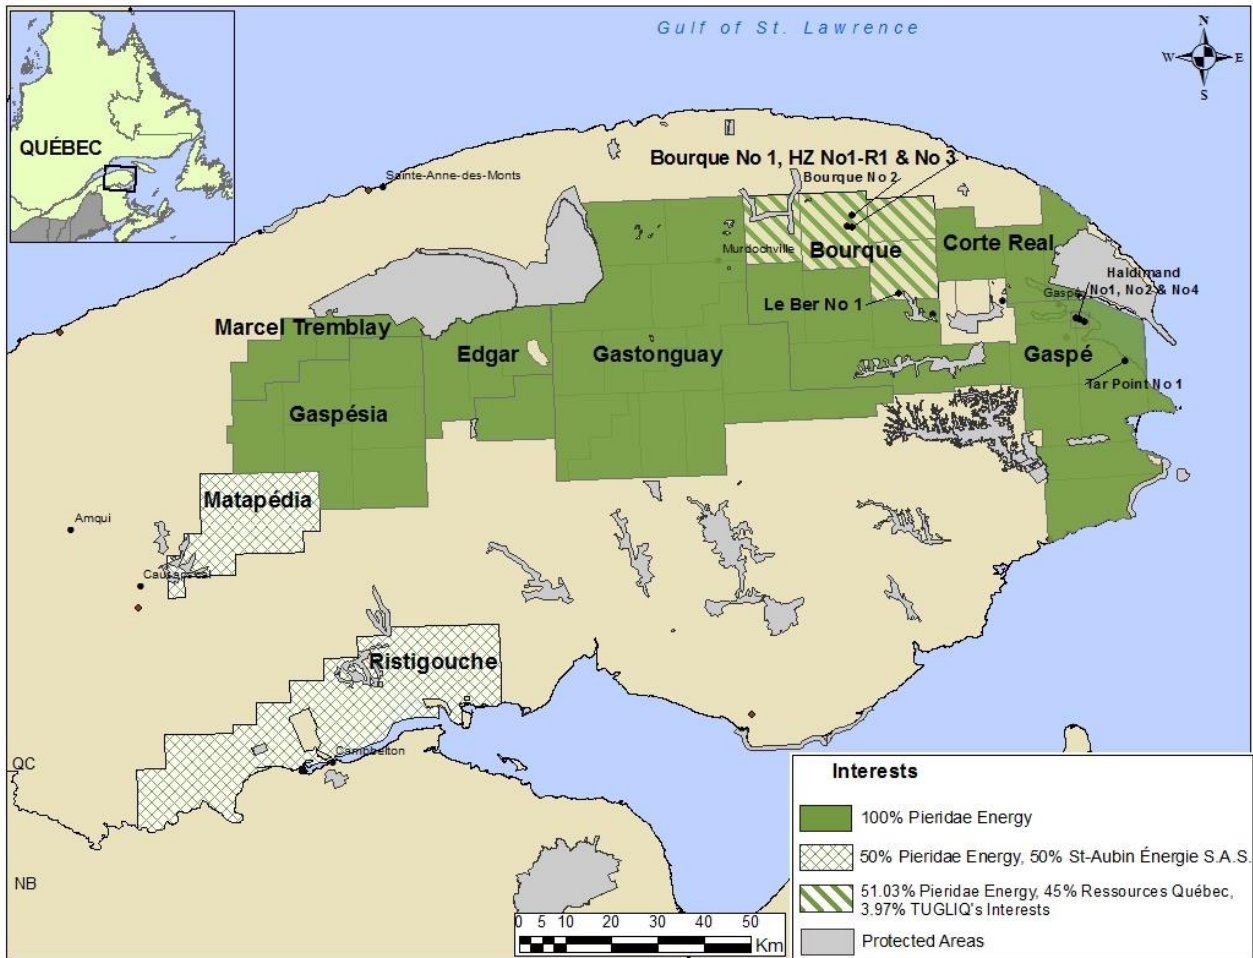 Gulf of St. Lawrence
N
W
E
S
QUÉBEC
Sainte-Anne-des-Monts
Bourque No 1, HZ No1-R1 & No 3
Bourque No 2
Murdochville
Bourque
Corte Real
Haldimand
No1, No2 & No4
Gaspé
Le Ber No 1
Marcel Tremblay
Edgar
Gastonguay
Gaspé
Tar Point No 1
Gaspésia
Matapédia
Amqui
Causapscal
Ristigouche
Campbelton
QC
NB
Interests
100% Pieridae Energy
50% Pieridae Energy, 50% St-Aubin Énergie S.A.S.
51.03% Pieridae Energy, 45% Ressources Québec,
3.97% TUGLIQ's Interests
Protected Areas
0 5 10 20 30 40 50
Km